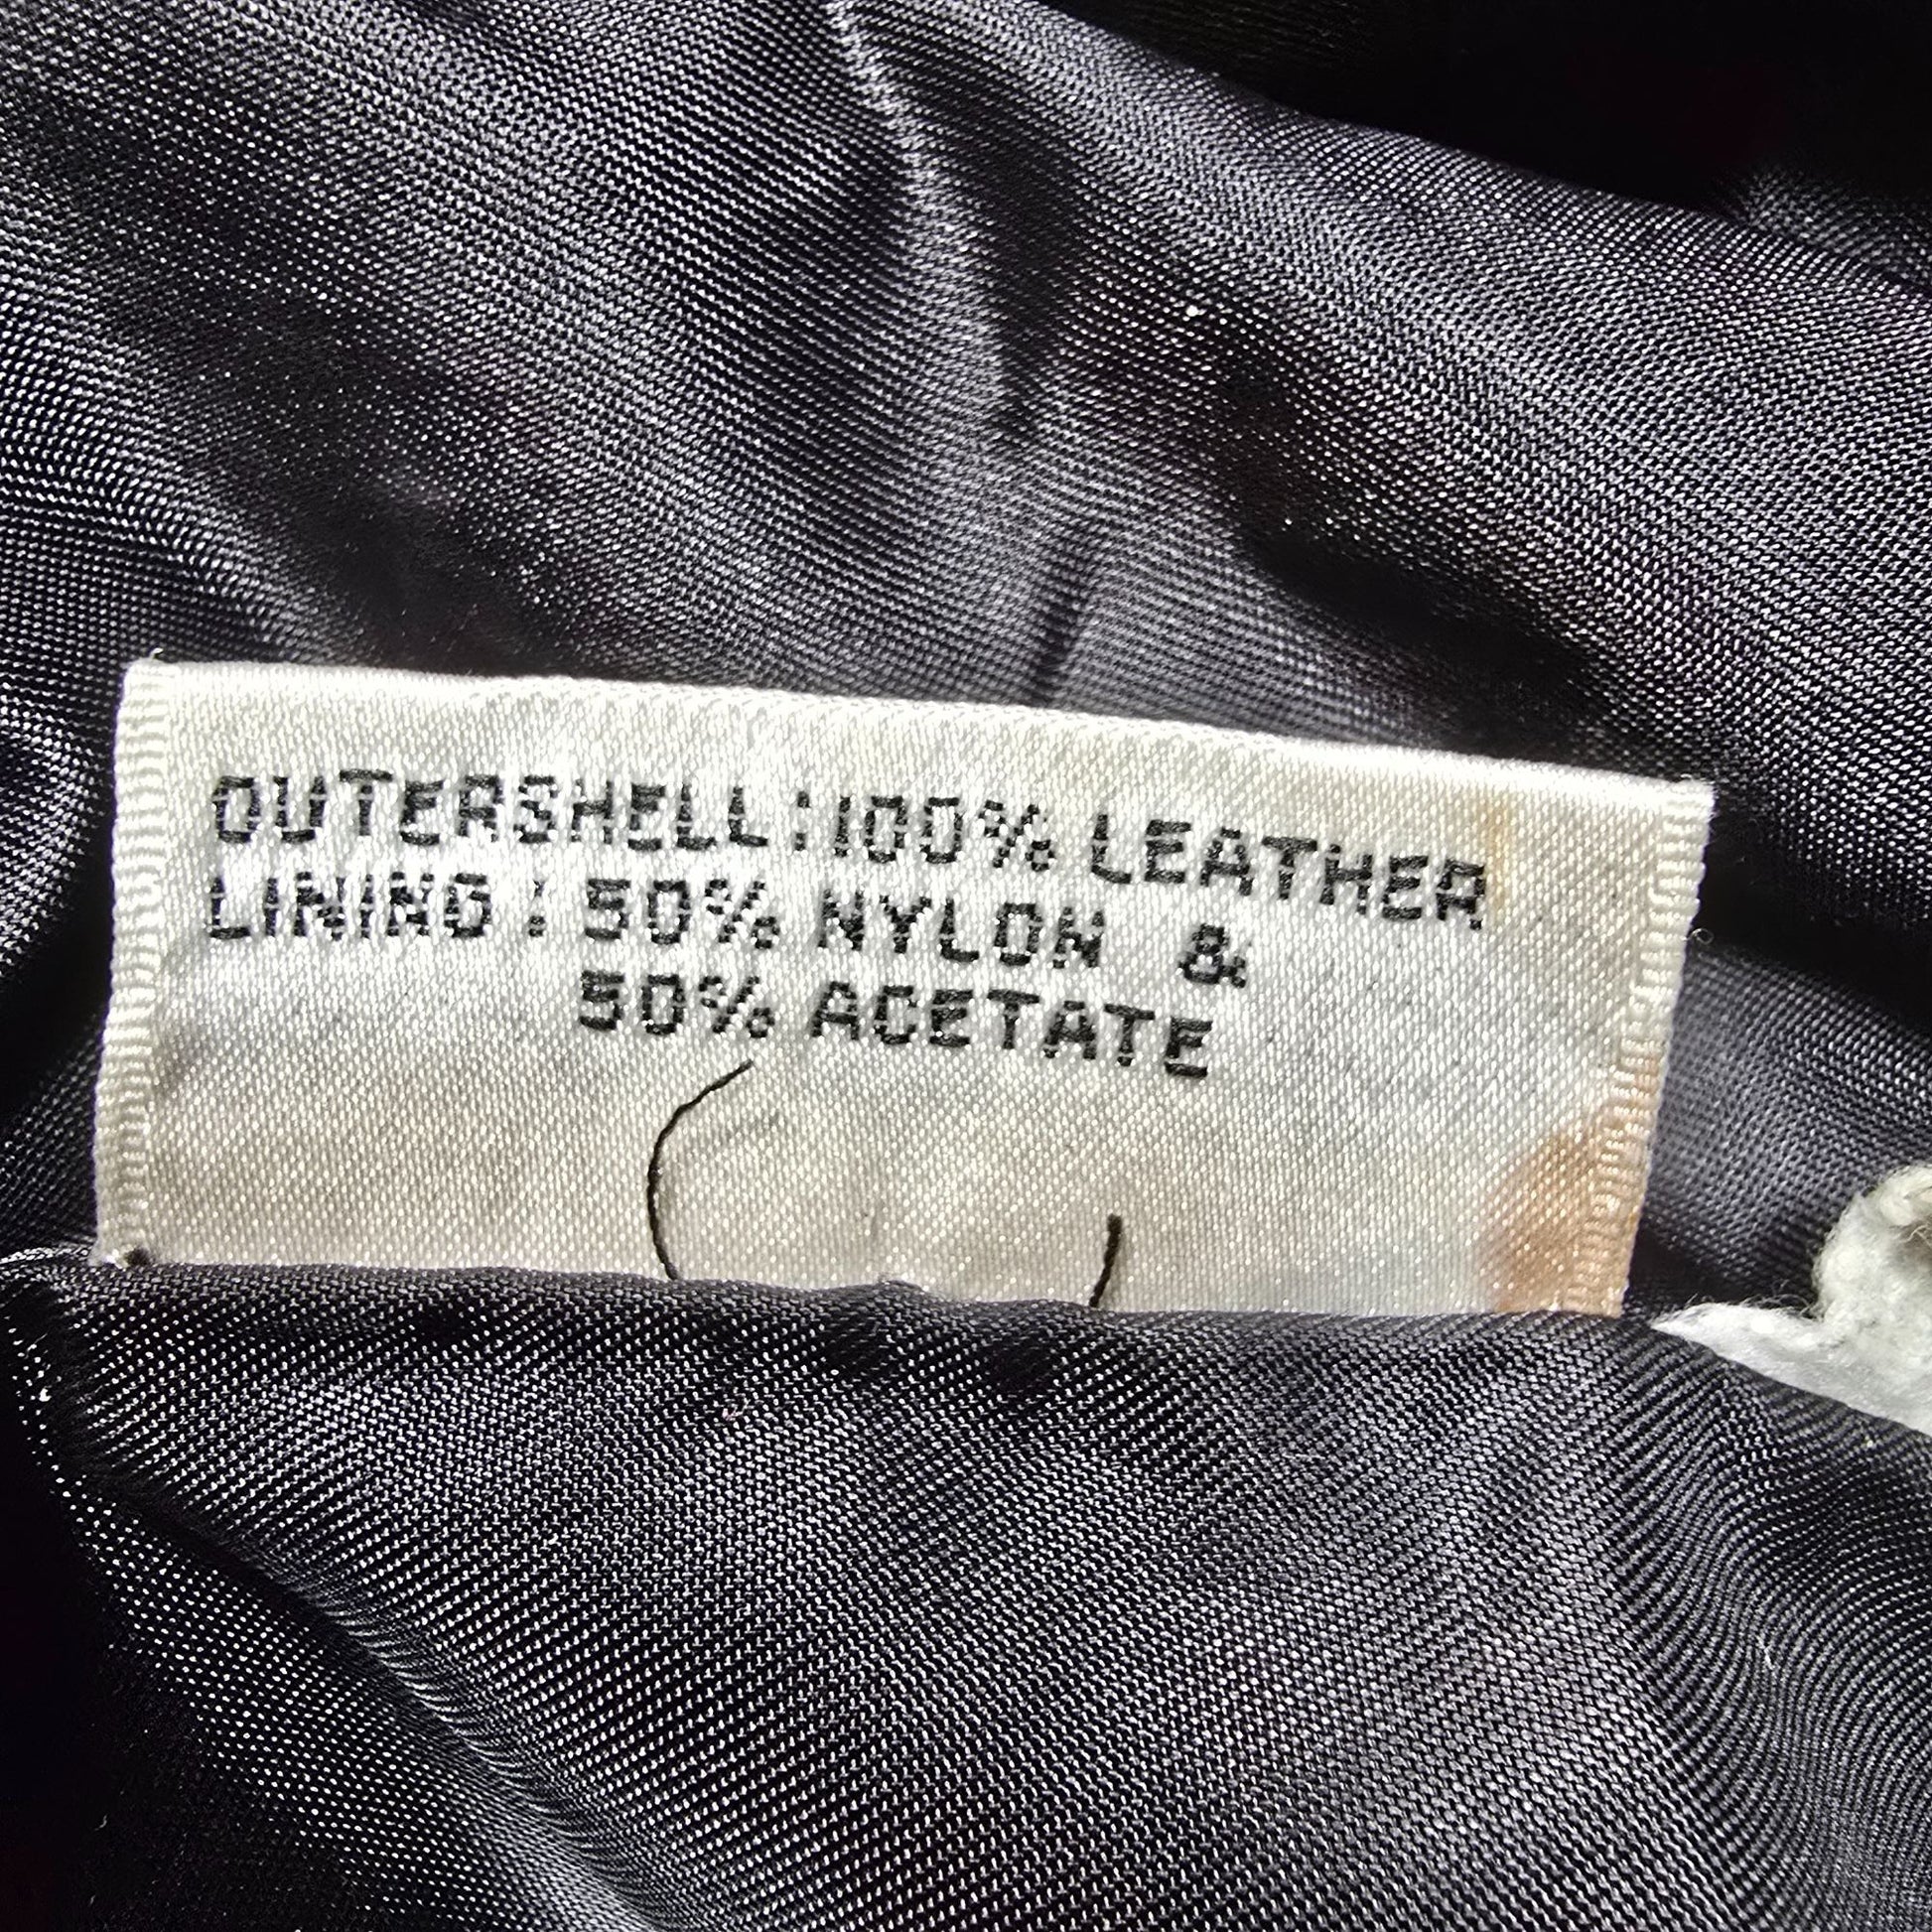 OUTERSHELL:100% LEATHER
LINING: 50% NYLON &
50% ACETATE